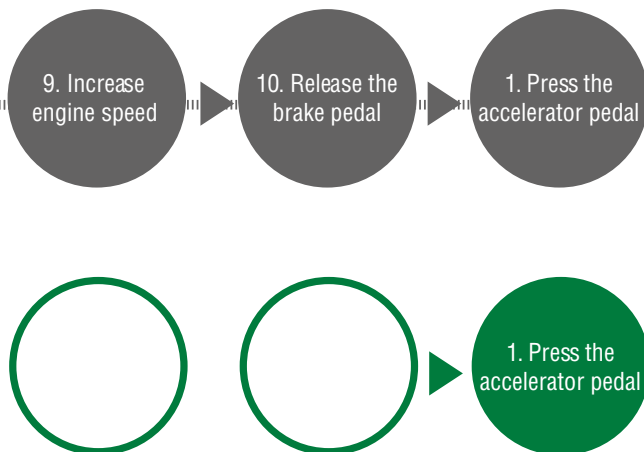 9. Increase
engine speed
10. Release the
brake pedal
1. Press the
accelerator pedal
1. Press the
accelerator pedal